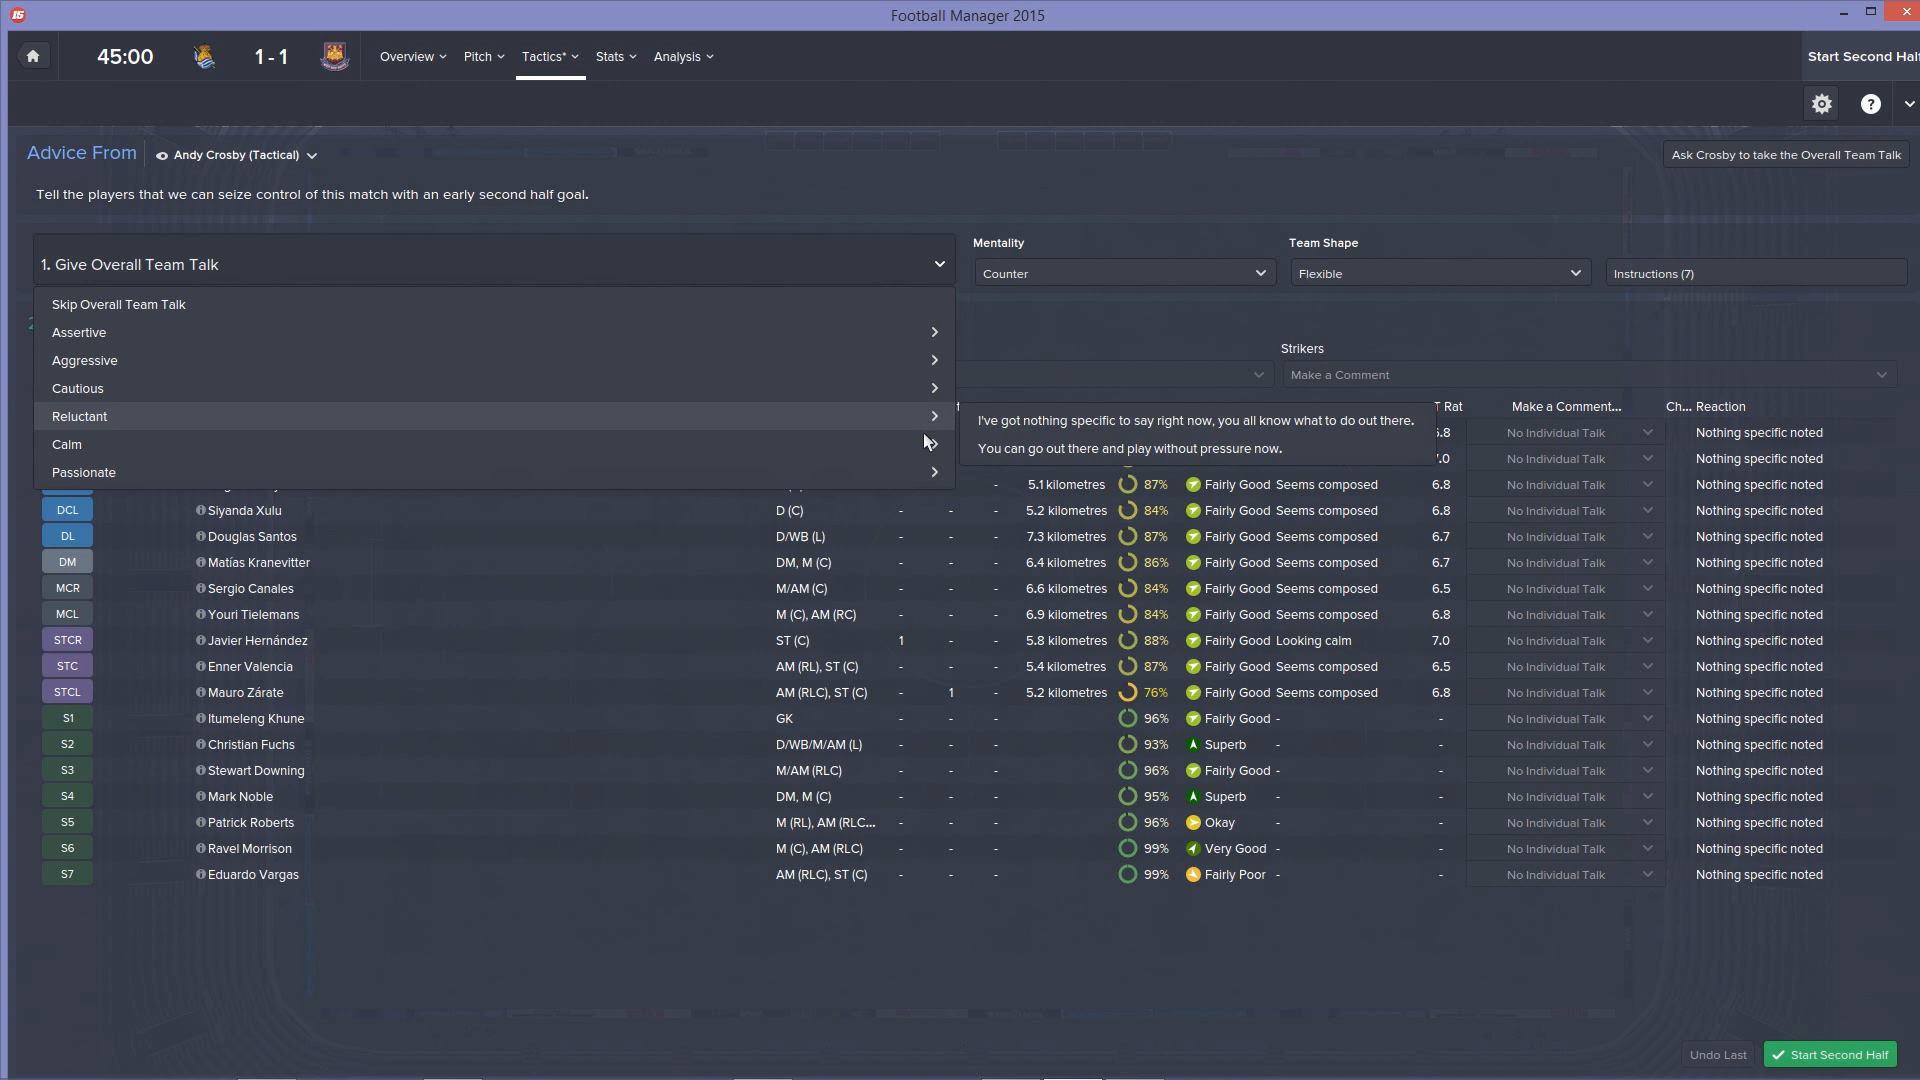 Football Manager 2015
45:00
1 - 1
Overview
Pitch
Tactics*
Stats
Analysis
Start Second Half
Advice From
Andy Crosby (Tactical)
Ask Crosby to take the Overall Team Talk
Tell the players that we can seize control of this match with an early second half goal.
1. Give Overall Team Talk
Mentality
Counter
Team Shape
Flexible
Instructions (7)
Skip Overall Team Talk
Assertive
Aggressive
Cautious
Reluctant
Calm
Passionate
I've got nothing specific to say right now, you all know what to do out there.
You can go out there and play without pressure now.
Strikers
Make a Comment
T Rat Make a Comment... Ch... Reaction
6.8 No Individual Talk Nothing specific noted
7.0 No Individual Talk Nothing specific noted
- 5.1 kilometres 87% Fairly Good Seems composed 6.8 No Individual Talk Nothing specific noted
DCL Siyanda Xulu D (C) - - - 5.2 kilometres 84% Fairly Good Seems composed 6.8 No Individual Talk Nothing specific noted
DL Douglas Santos D/WB (L) - - - 7.3 kilometres 87% Fairly Good Seems composed 6.7 No Individual Talk Nothing specific noted
DM Matías Kranevitter DM, M (C) - - - 6.4 kilometres 86% Fairly Good Seems composed 6.7 No Individual Talk Nothing specific noted
MCR Sergio Canales M/AM (C) - - - 6.6 kilometres 84% Fairly Good Seems composed 6.5 No Individual Talk Nothing specific noted
MCL Youri Tielemans M (C), AM (RC) - - - 6.9 kilometres 84% Fairly Good Seems composed 6.8 No Individual Talk Nothing specific noted
STCR Javier Hernández ST (C) 1 - - 5.8 kilometres 88% Fairly Good Looking calm 7.0 No Individual Talk Nothing specific noted
STC Enner Valencia AM (RL), ST (C) - - - 5.4 kilometres 87% Fairly Good Seems composed 6.5 No Individual Talk Nothing specific noted
STCL Mauro Zárate AM (RLC), ST (C) - 1 - 5.2 kilometres 76% Fairly Good Seems composed 6.8 No Individual Talk Nothing specific noted
S1 Itumeleng Khune GK - - - 96% Fairly Good - - No Individual Talk Nothing specific noted
S2 Christian Fuchs D/WB/M/AM (L) - - - 93% Superb - - No Individual Talk Nothing specific noted
S3 Stewart Downing M/AM (RLC) - - - 96% Fairly Good - - No Individual Talk Nothing specific noted
S4 Mark Noble DM, M (C) - - - 95% Superb - - No Individual Talk Nothing specific noted
S5 Patrick Roberts M (RL), AM (RLC... - - - 96% Okay - - No Individual Talk Nothing specific noted
S6 Ravel Morrison M (C), AM (RLC) - - - 99% Very Good - - No Individual Talk Nothing specific noted
S7 Eduardo Vargas AM (RLC), ST (C) - - - 99% Fairly Poor - - No Individual Talk Nothing specific noted
Undo Last
Start Second Half